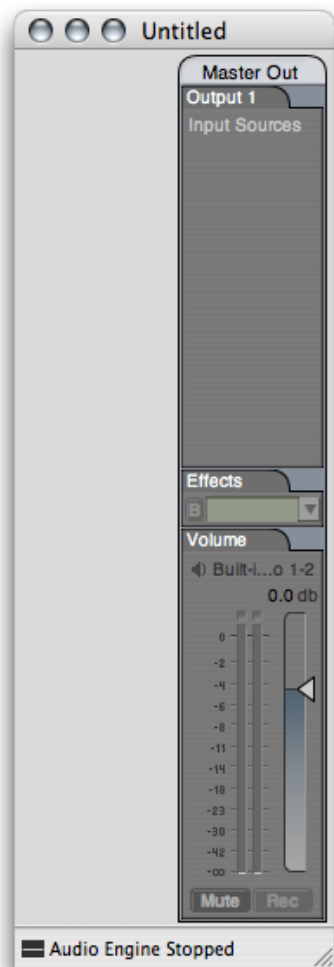 Untitled
Master Out
Output 1
Input Sources
Effects
B
Volume
Built-i...o 1-2
0.0 db
0
-2
-4
-6
-8
-11
-14
-18
-23
-30
-42
-∞
Mute Rec
Audio Engine Stopped